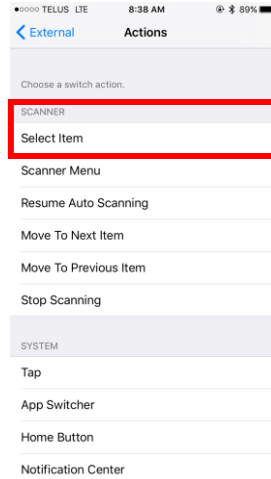 ●○○○○ TELUS LTE 8:38 AM 89%
External Actions
Choose a switch action.
SCANNER
Select Item
Scanner Menu
Resume Auto Scanning
Move To Next Item
Move To Previous Item
Stop Scanning
SYSTEM
Tap
App Switcher
Home Button
Notification Center